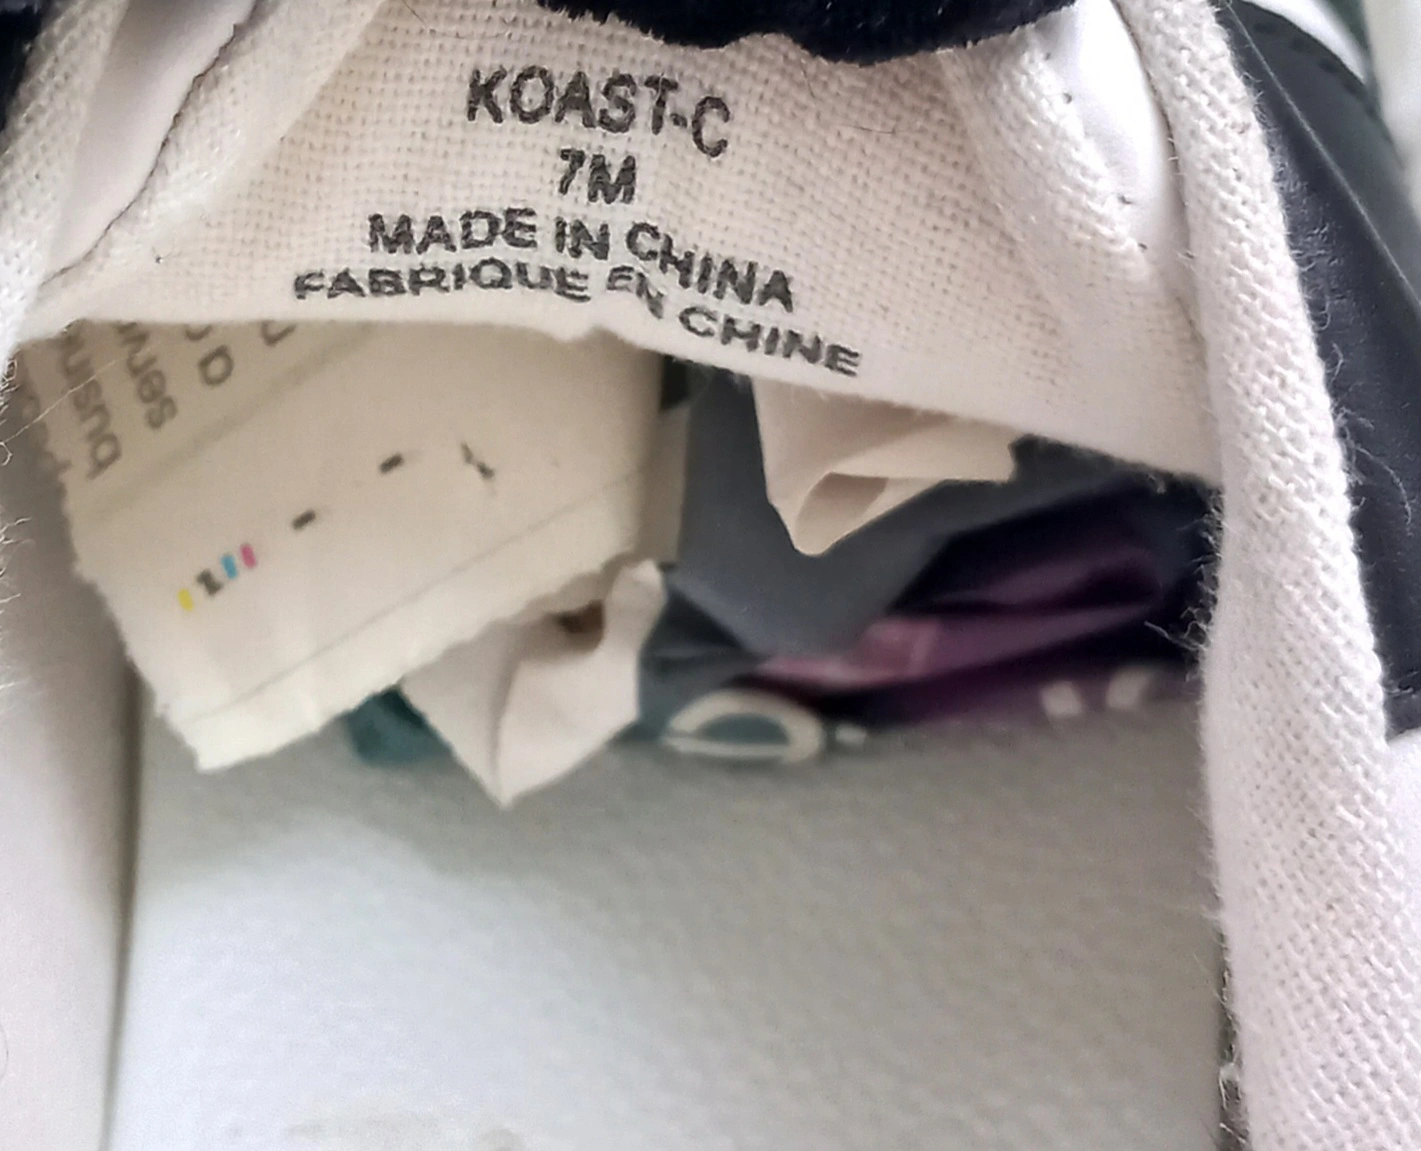 KOAST-C
7M
MADE IN CHINA
FABRIQUE EN CHINE